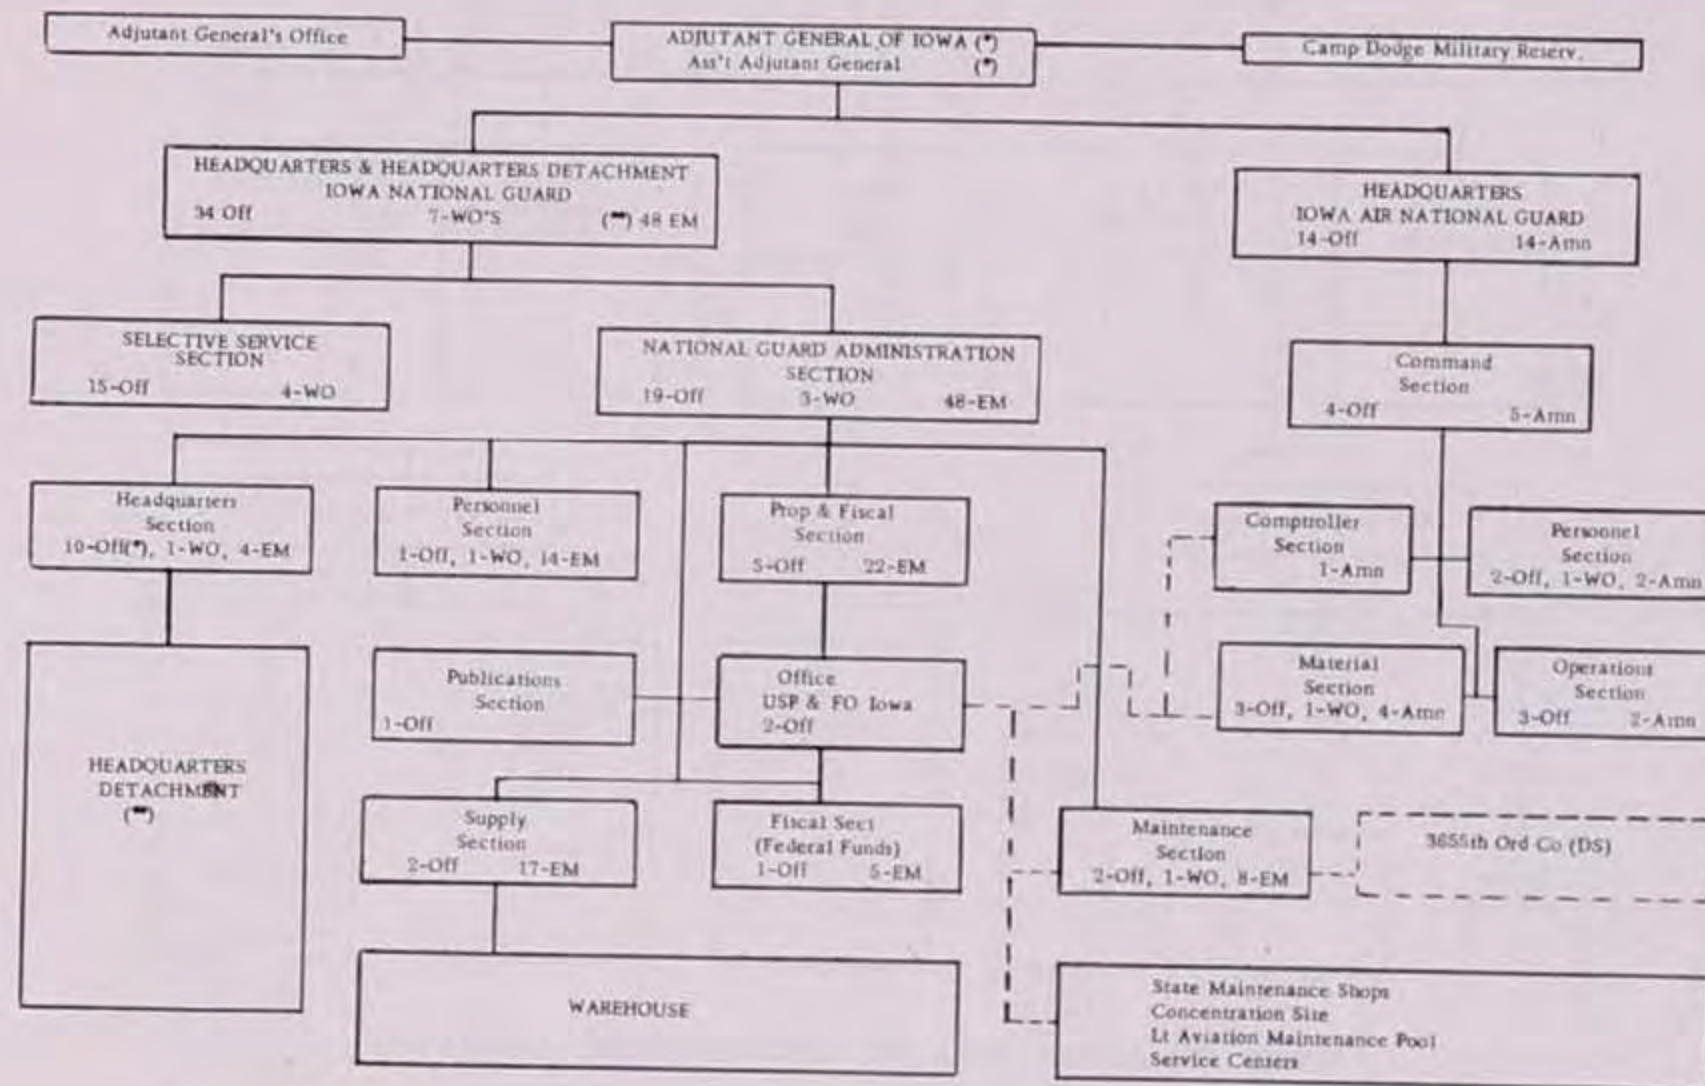 Adjutant General's Office
ADJUTANT GENERAL OF IOWA (*)
Ass't Adjutant General (*)
Camp Dodge Military Reserv.
HEADQUARTERS & HEADQUARTERS DETACHMENT
IOWA NATIONAL GUARD
34 Off 7-WO'S (**) 48 EM
HEADQUARTERS
IOWA AIR NATIONAL GUARD
14-Off 14-Amn
SELECTIVE SERVICE
SECTION
15-Off 4-WO
NATIONAL GUARD ADMINISTRATION
SECTION
19-Off 3-WO 48-EM
Command
Section
4-Off 5-Amn
Headquarters
Section
10-Off(*), 1-WO, 4-EM
Personnel
Section
1-Off, 1-WO, 14-EM
Prop & Fiscal
Section
5-Off 22-EM
Comptroller
Section
1-Amn
Personnel
Section
2-Off, 1-WO, 2-Amn
HEADQUARTERS
DETACHMENT
(**)
Publications
Section
1-Off
Office
USP & FO Iowa
2-Off
Material
Section
3-Off, 1-WO, 4-Amn
Operations
Section
3-Off 2-Amn
Supply
Section
2-Off 17-EM
Fiscal Sect
(Federal Funds)
1-Off 5-EM
Maintenance
Section
2-Off, 1-WO, 8-EM
3655th Ord Co (DS)
WAREHOUSE
State Maintenance Shops
Concentration Site
Lt Aviation Maintenance Pool
Service Centers